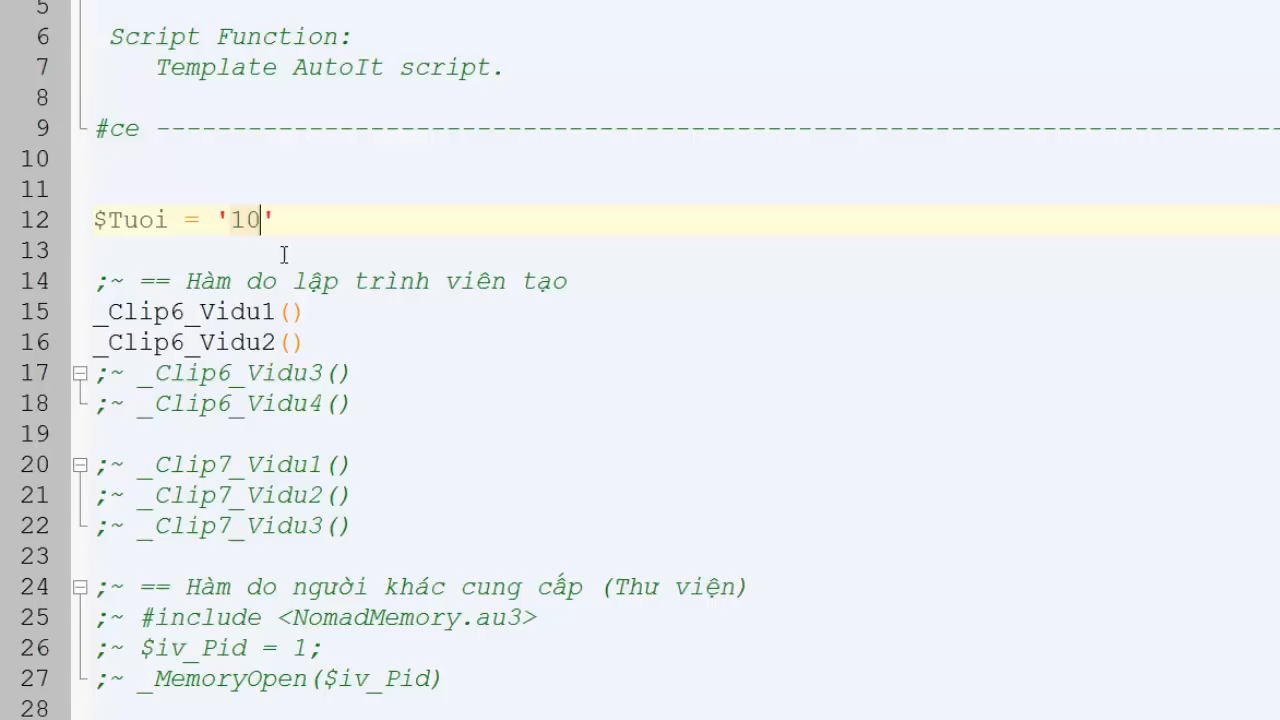 5
6 Script Function:
7 Template AutoIt script.
8
9 #ce -----------------------------------------------------------------------------
10
11
12 $Tuoi = '10'
13
14 ;~ == Hàm do lập trình viên tạo
15 _Clip6_Vidu1()
16 _Clip6_Vidu2()
17 ;~ _Clip6_Vidu3()
18 ;~ _Clip6_Vidu4()
19
20 ;~ _Clip7_Vidu1()
21 ;~ _Clip7_Vidu2()
22 ;~ _Clip7_Vidu3()
23
24 ;~ == Hàm do người khác cung cấp (Thư viện)
25 ;~ #include <NomadMemory.au3>
26 ;~ $iv_Pid = 1;
27 ;~ _MemoryOpen($iv_Pid)
28